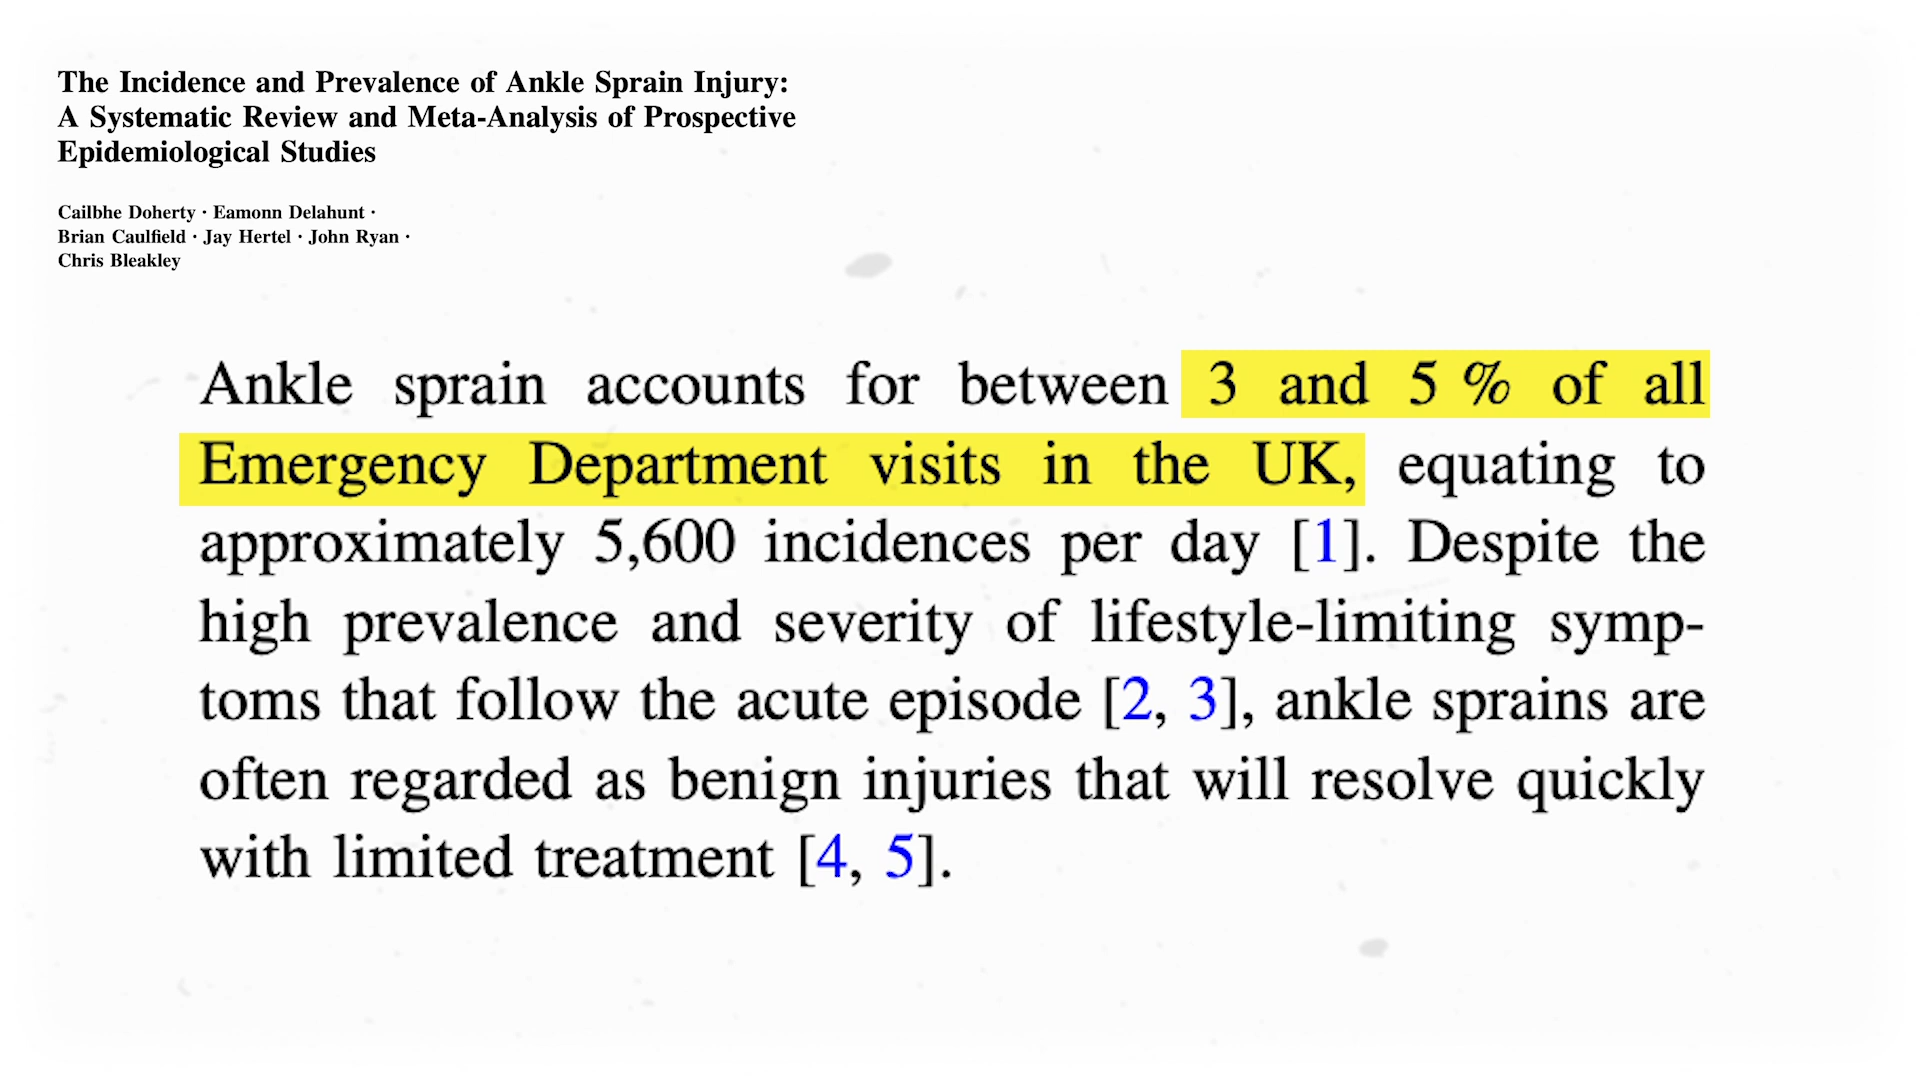 The Incidence and Prevalence of Ankle Sprain Injury:
A Systematic Review and Meta-Analysis of Prospective
Epidemiological Studies
Cailbhe Doherty · Eamonn Delahunt ·
Brian Caulfield · Jay Hertel · John Ryan ·
Chris Bleakley
Ankle sprain accounts for between 3 and 5 % of all
Emergency Department visits in the UK, equating to
approximately 5,600 incidences per day [1]. Despite the
high prevalence and severity of lifestyle-limiting symp-
toms that follow the acute episode [2, 3], ankle sprains are
often regarded as benign injuries that will resolve quickly
with limited treatment [4, 5].